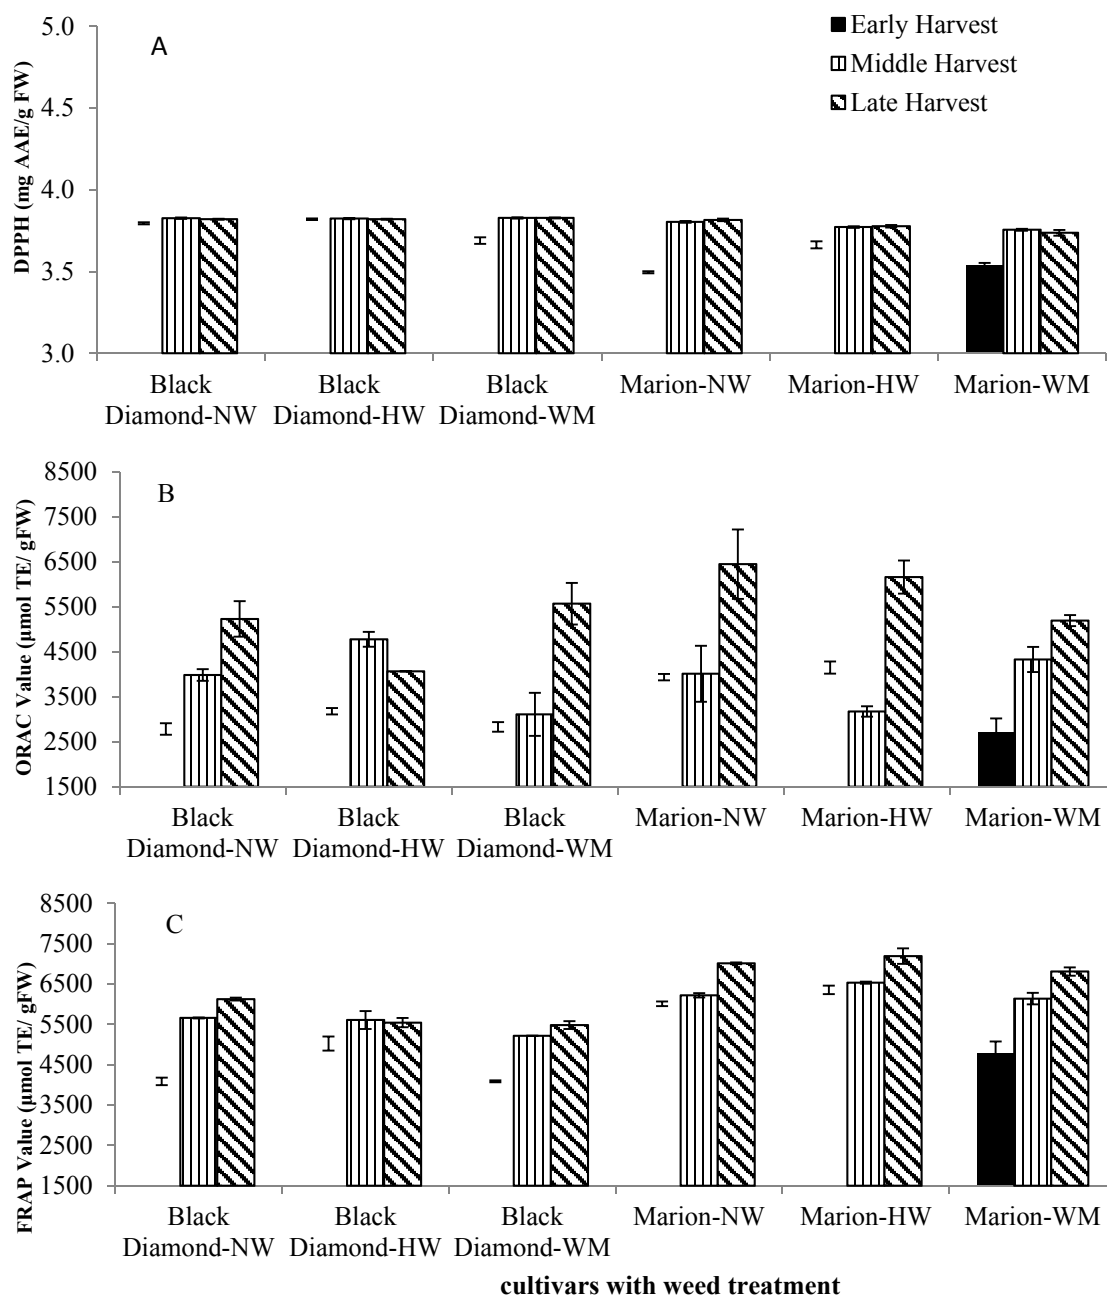 A
Early Harvest
Middle Harvest
Late Harvest
DPPH (mg AAE/g FW)
5.0
4.5
4.0
3.5
3.0
Black Diamond-NW
Black Diamond-HW
Black Diamond-WM
Marion-NW
Marion-HW
Marion-WM
B
ORAC Value (µmol TE/ gFW)
8500
7500
6500
5500
4500
3500
2500
1500
Black Diamond-NW
Black Diamond-HW
Black Diamond-WM
Marion-NW
Marion-HW
Marion-WM
C
FRAP Value (µmol TE/ gFW)
8500
7500
6500
5500
4500
3500
2500
1500
Black Diamond-NW
Black Diamond-HW
Black Diamond-WM
Marion-NW
Marion-HW
Marion-WM
cultivars with weed treatment